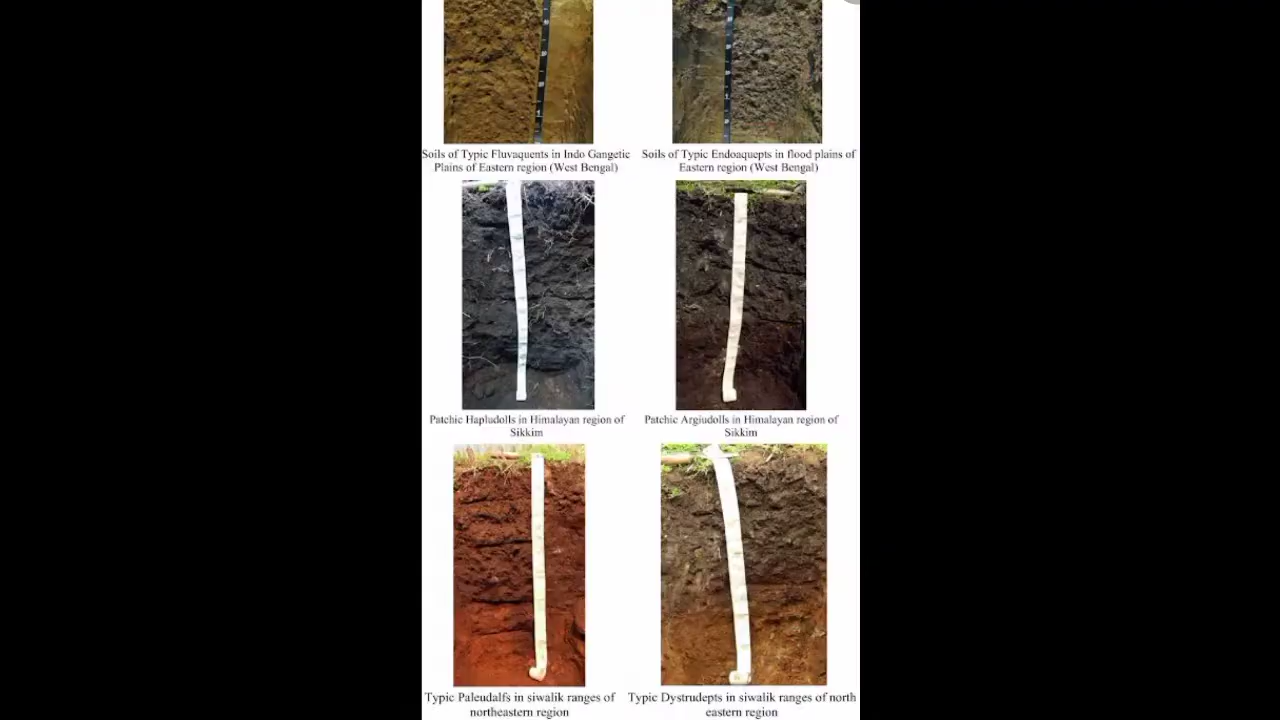 Soils of Typic Fluvaquents in Indo Gangetic
Plains of Eastern region (West Bengal)
Soils of Typic Endoaquepts in flood plains of
Eastern region (West Bengal)
Patchic Hapludolls in Himalayan region of
Sikkim
Patchic Argiudolls in Himalayan region of
Sikkim
Typic Paleudalfs in siwalik ranges of
northeastern region
Typic Dystrudepts in siwalik ranges of north
eastern region